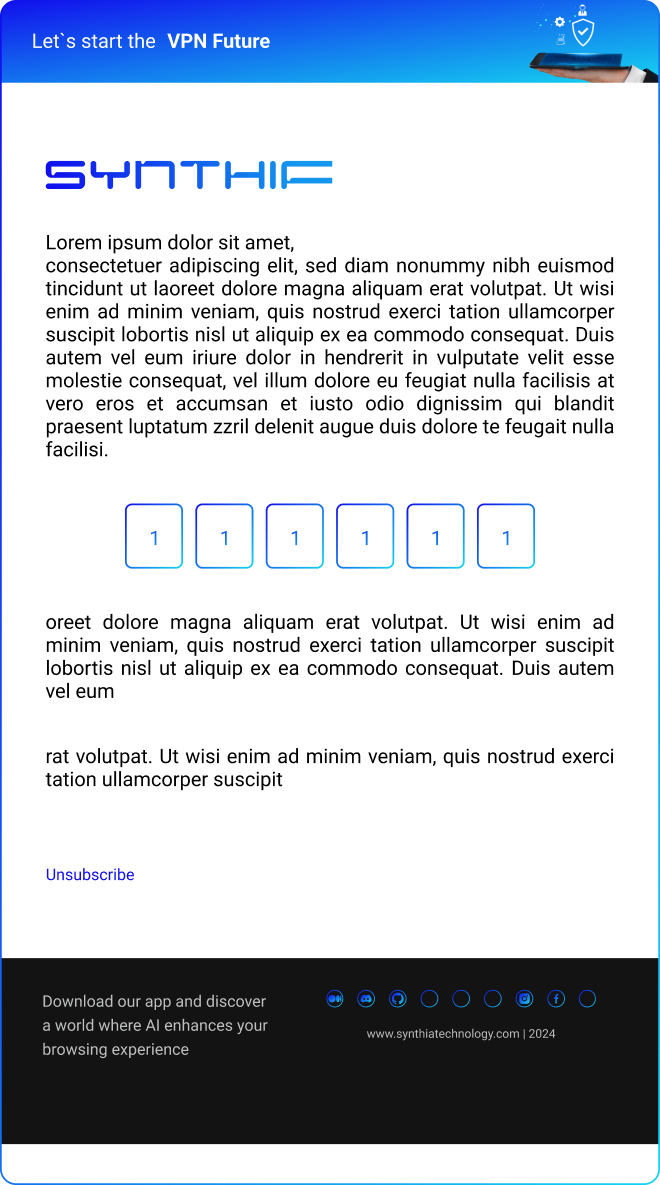 Let`s start the VPN Future
SYNTHIF
Lorem ipsum dolor sit amet,
consectetuer adipiscing elit, sed diam nonummy nibh euismod
tincidunt ut laoreet dolore magna aliquam erat volutpat. Ut wisi
enim ad minim veniam, quis nostrud exerci tation ullamcorper
suscipit lobortis nisl ut aliquip ex ea commodo consequat. Duis
autem vel eum iriure dolor in hendrerit in vulputate velit esse
molestie consequat, vel illum dolore eu feugiat nulla facilisis at
vero eros et accumsan et iusto odio dignissim qui blandit
praesent luptatum zzril delenit augue duis dolore te feugait nulla
facilisi.
1 1 1 1 1 1
oreet dolore magna aliquam erat volutpat. Ut wisi enim ad
minim veniam, quis nostrud exerci tation ullamcorper suscipit
lobortis nisl ut aliquip ex ea commodo consequat. Duis autem
vel eum
rat volutpat. Ut wisi enim ad minim veniam, quis nostrud exerci
tation ullamcorper suscipit
Unsubscribe
Download our app and discover
a world where AI enhances your
browsing experience
www.synthiatechnology.com | 2024